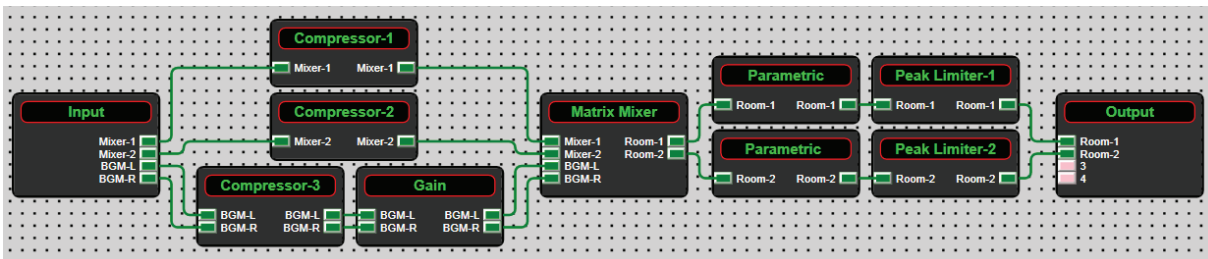 Input
Mixer-1
Mixer-2
BGM-L
BGM-R
Compressor-1
Mixer-1 Mixer-1
Compressor-2
Mixer-2 Mixer-2
Compressor-3
BGM-L BGM-L
BGM-R BGM-R
Gain
BGM-L BGM-L
BGM-R BGM-R
Matrix Mixer
Mixer-1 Room-1
Mixer-2 Room-2
BGM-L
BGM-R
Parametric
Room-1 Room-1
Peak Limiter-1
Room-1 Room-1
Parametric
Room-2 Room-2
Peak Limiter-2
Room-2 Room-2
Output
Room-1
Room-2
3
4